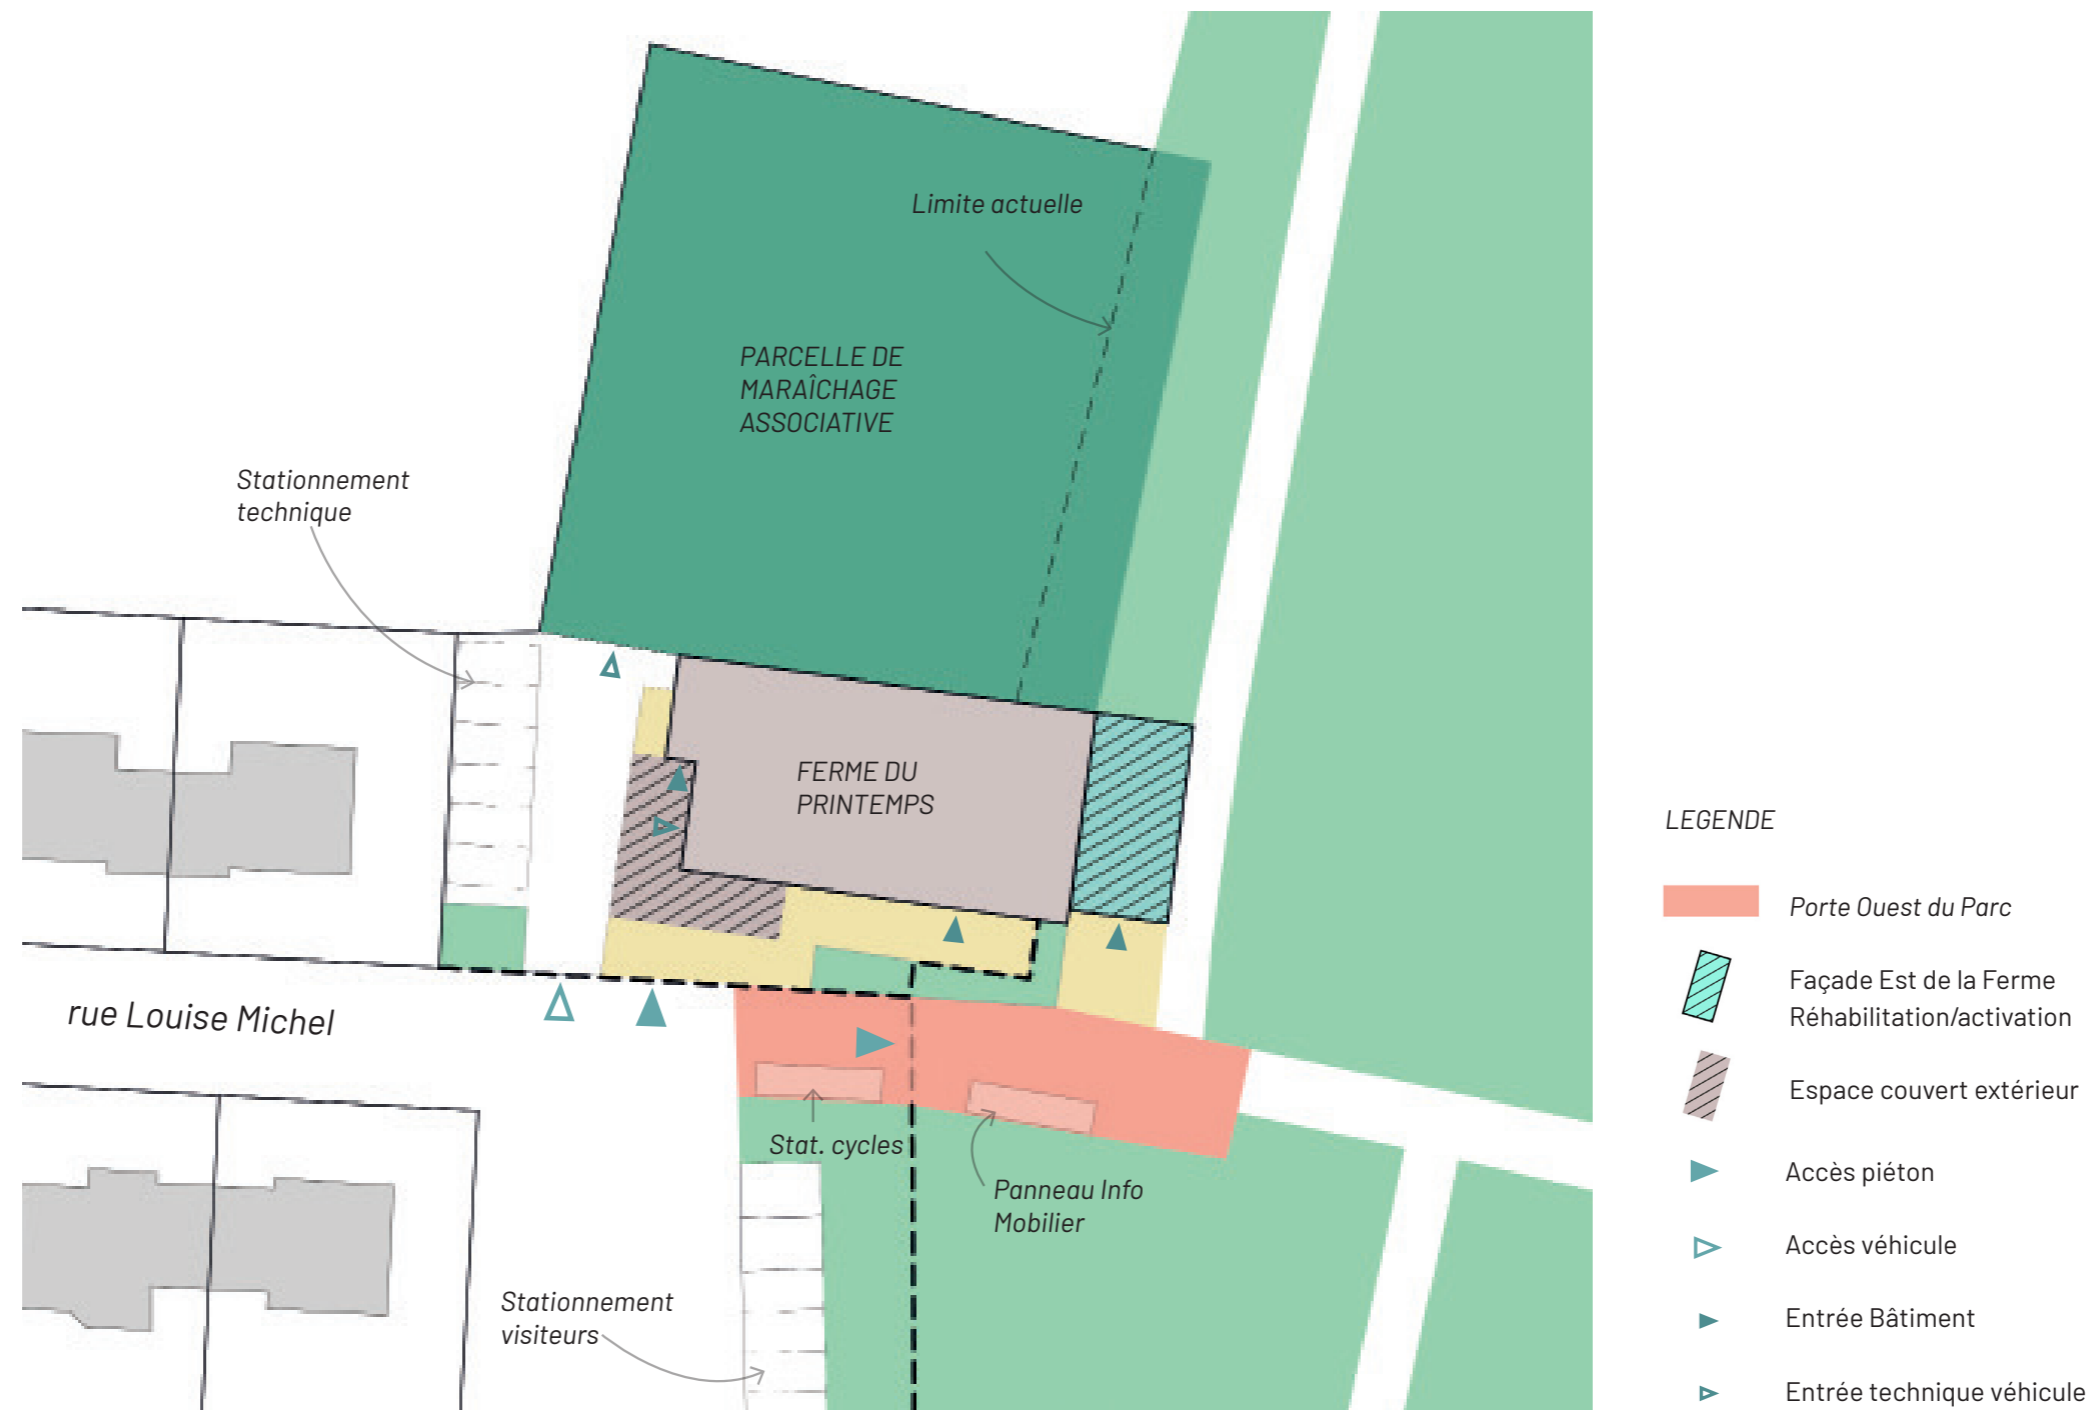 Limite actuelle
PARCELLE DE
MARAÎCHAGE
ASSOCIATIVE
Stationnement
technique
FERME DU
PRINTEMPS
rue Louise Michel
Stat. cycles
Panneau Info
Mobilier
Stationnement
visiteurs
LEGENDE
Porte Ouest du Parc
Façade Est de la Ferme
Réhabilitation/activation
Espace couvert extérieur
Accès piéton
Accès véhicule
Entrée Bâtiment
Entrée technique véhicule